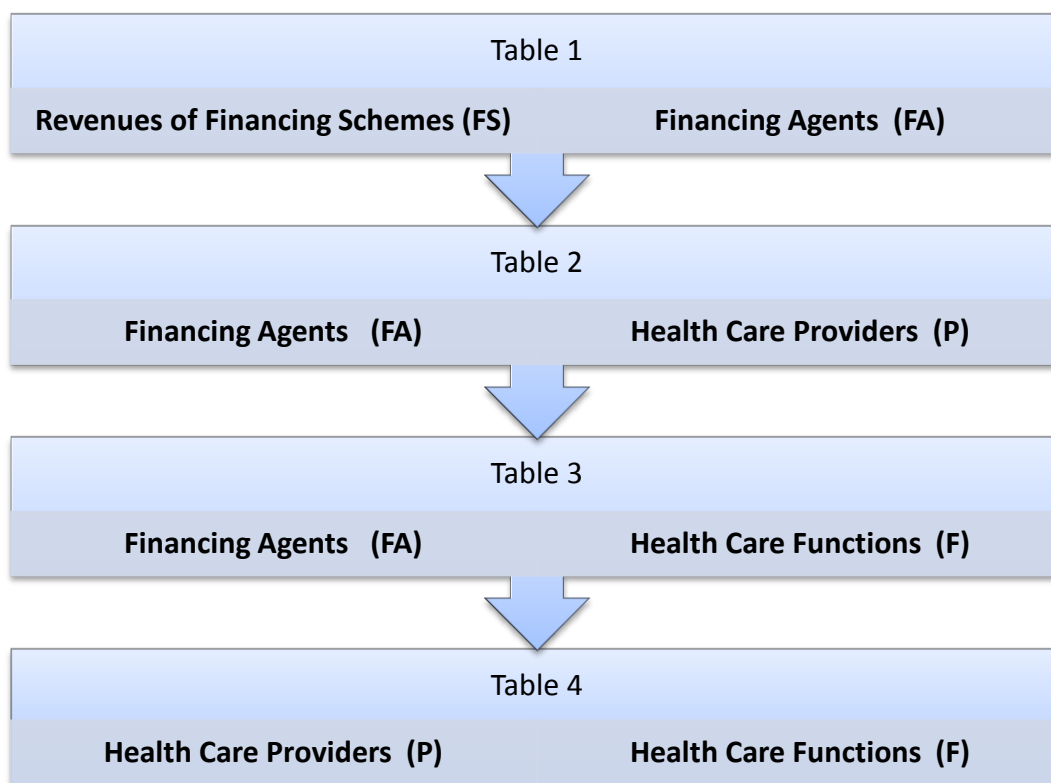 Table 1
Revenues of Financing Schemes (FS) Financing Agents (FA)
Table 2
Financing Agents (FA) Health Care Providers (P)
Table 3
Financing Agents (FA) Health Care Functions (F)
Table 4
Health Care Providers (P) Health Care Functions (F)